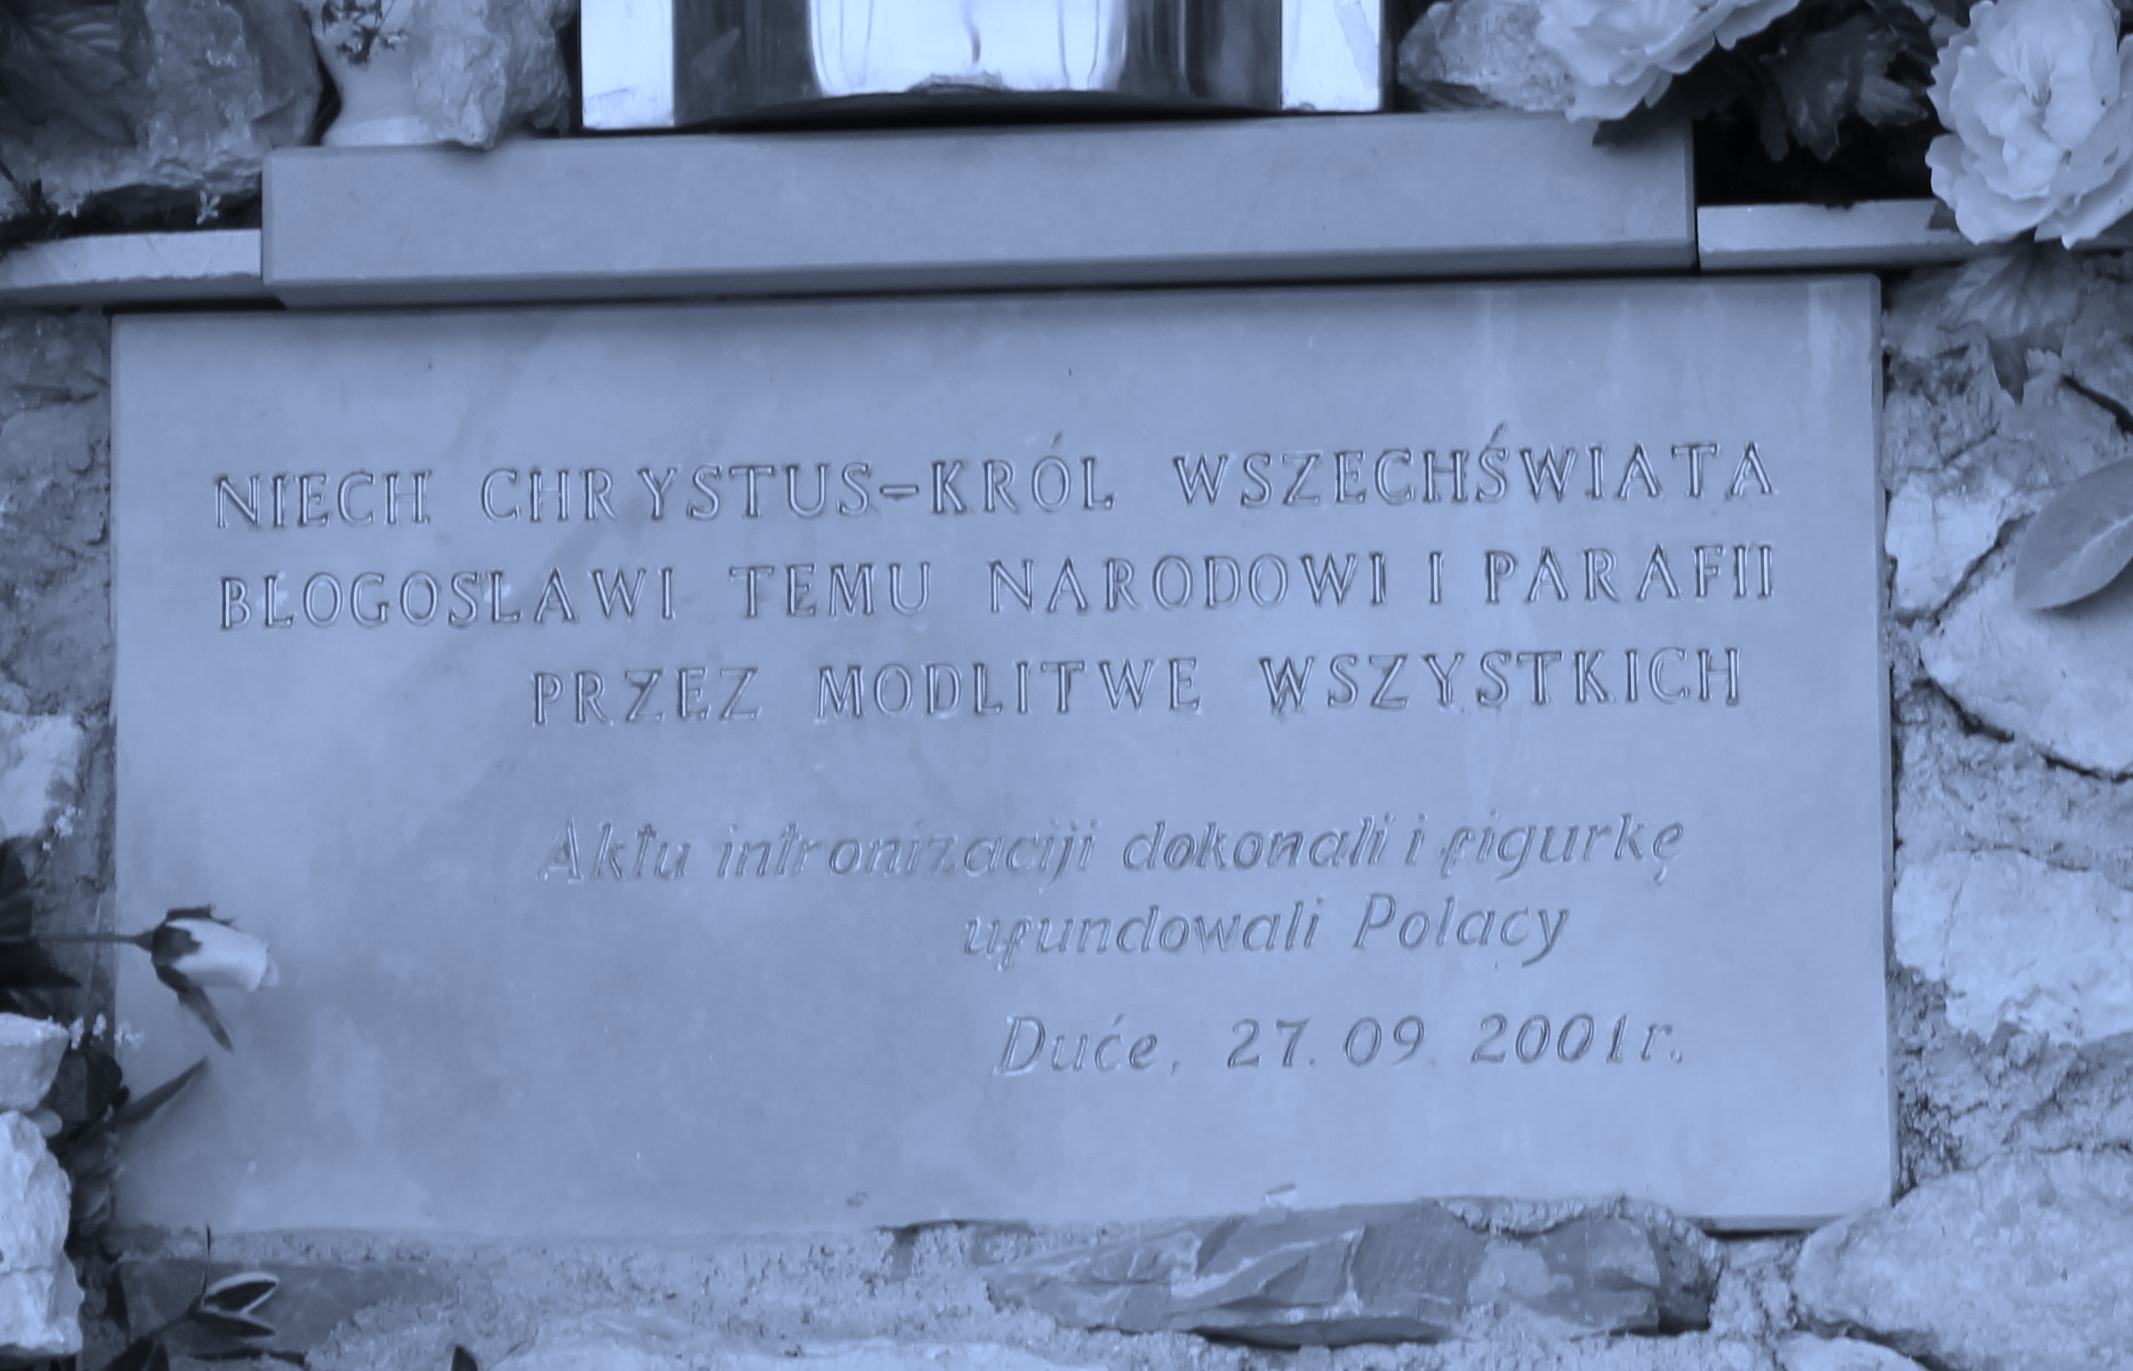 NIECH CHRYSTUS-KRÓL WSZECHŚWIATA
BLOGOSLAWI TEMU NARODOWI I PARAFII
PRZEZ MODLITWE WSZYSTKICH
Aktu intronizaciji dokonali i figurkę
ufundowali Polacy
Duće, 27.09.2001r.